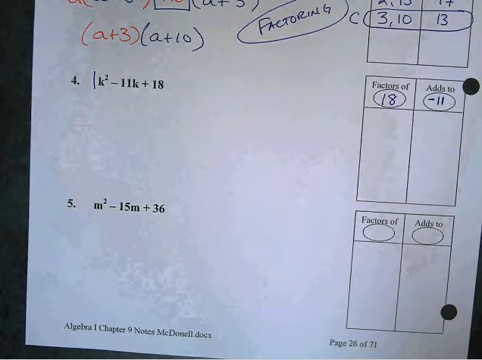 FACTORING
C 3, 10 13
(a+3)(a+10)
4. k² – 11k + 18
Factors of Adds to
18 -11
5. m² – 15m + 36
Factors of Adds to
Algebra I Chapter 9 Notes McDonell.docx
Page 26 of 71